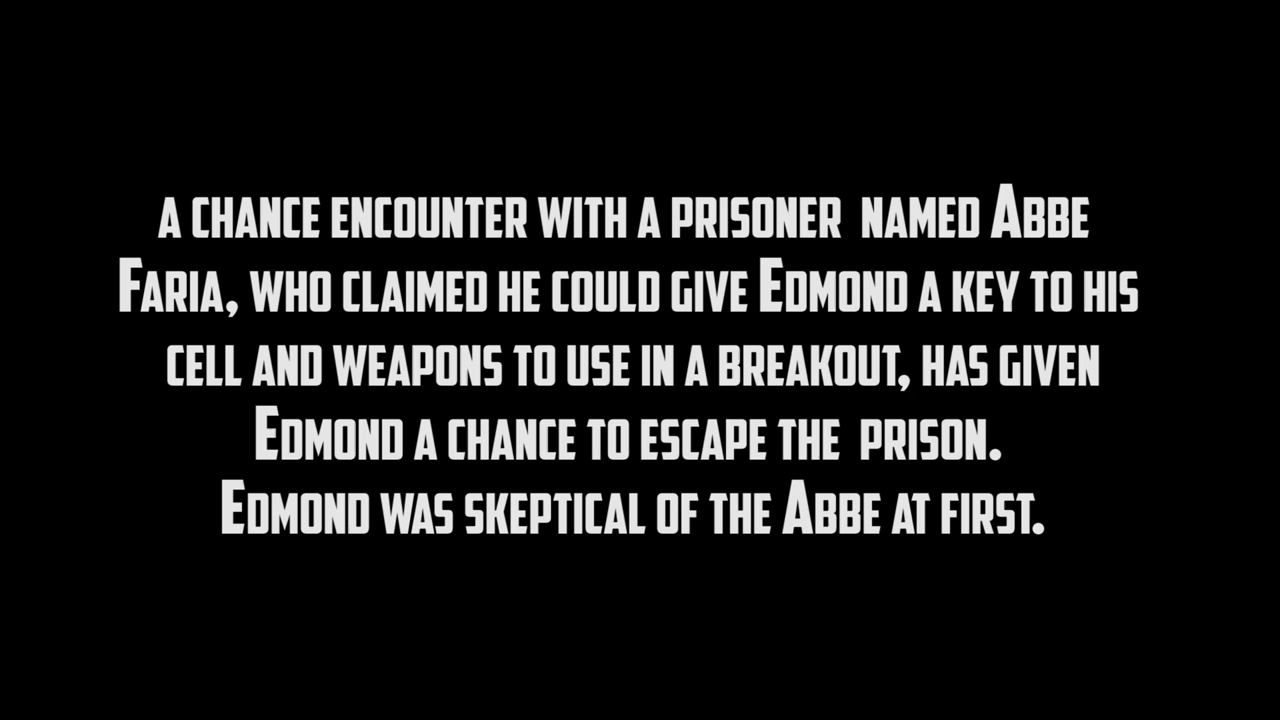 a chance encounter with a prisoner named Abbe
Faria, who claimed he could give Edmond a key to his
cell and weapons to use in a breakout, has given
Edmond a chance to escape the prison.
Edmond was skeptical of the Abbe at first.